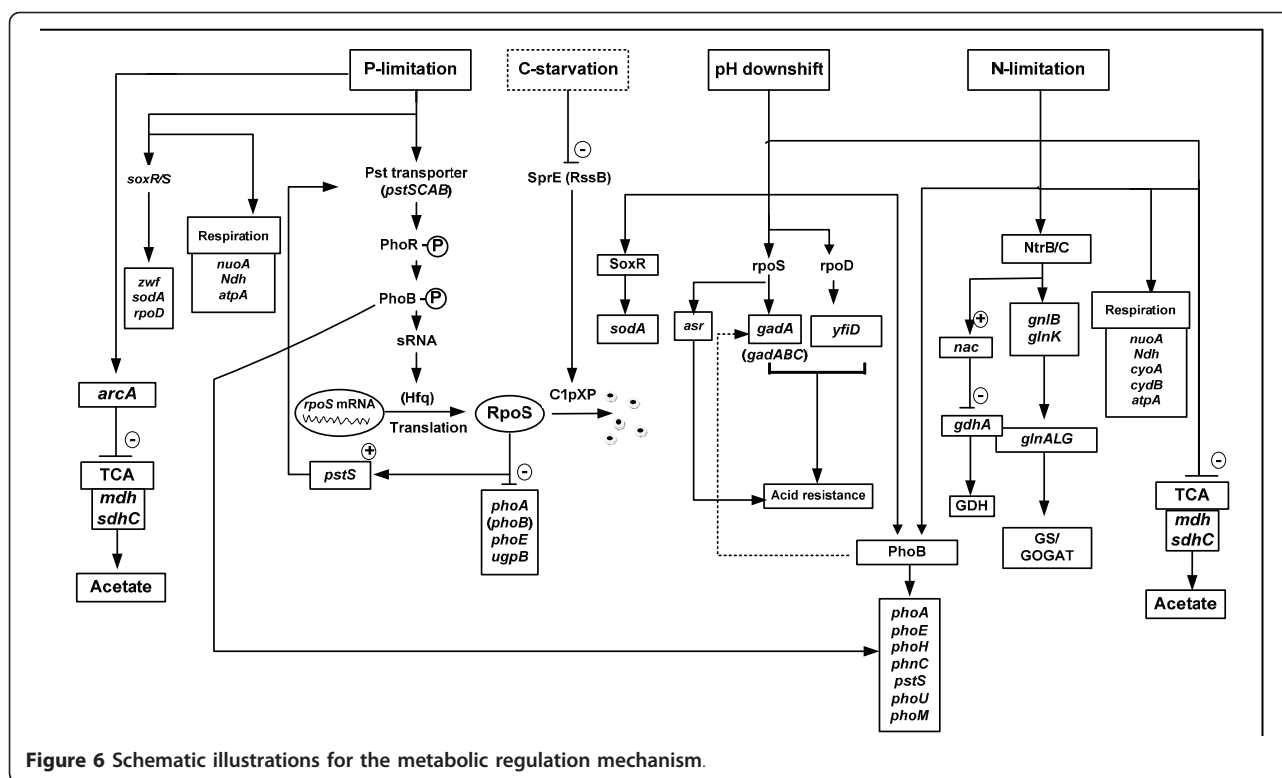 P-limitation
C-starvation
pH downshift
N-limitation
soxR/S
zwf
sodA
rpoD
Respiration
nuoA
Ndh
atpA
arcA
-
TCA
mdh
sdhC
Acetate
Pst transporter
(pstSCAB)
PhoR - P
PhoB - P
sRNA
(Hfq)
rpoS mRNA
Translation
RpoS
+
pstS
-
phoA
(phoB)
phoE
ugpB
-
SprE (RssB)
C1pXP
SoxR
sodA
rpoS
rpoD
asr
gadA
(gadABC)
yfiD
Acid resistance
PhoB
phoA
phoE
phoH
phnC
pstS
phoU
phoM
NtrB/C
+
nac
-
gdhA
GDH
gnlB
glnK
glnALG
GS/
GOGAT
Respiration
nuoA
Ndh
cyoA
cydB
atpA
-
TCA
mdh
sdhC
Acetate
Figure 6 Schematic illustrations for the metabolic regulation mechanism.